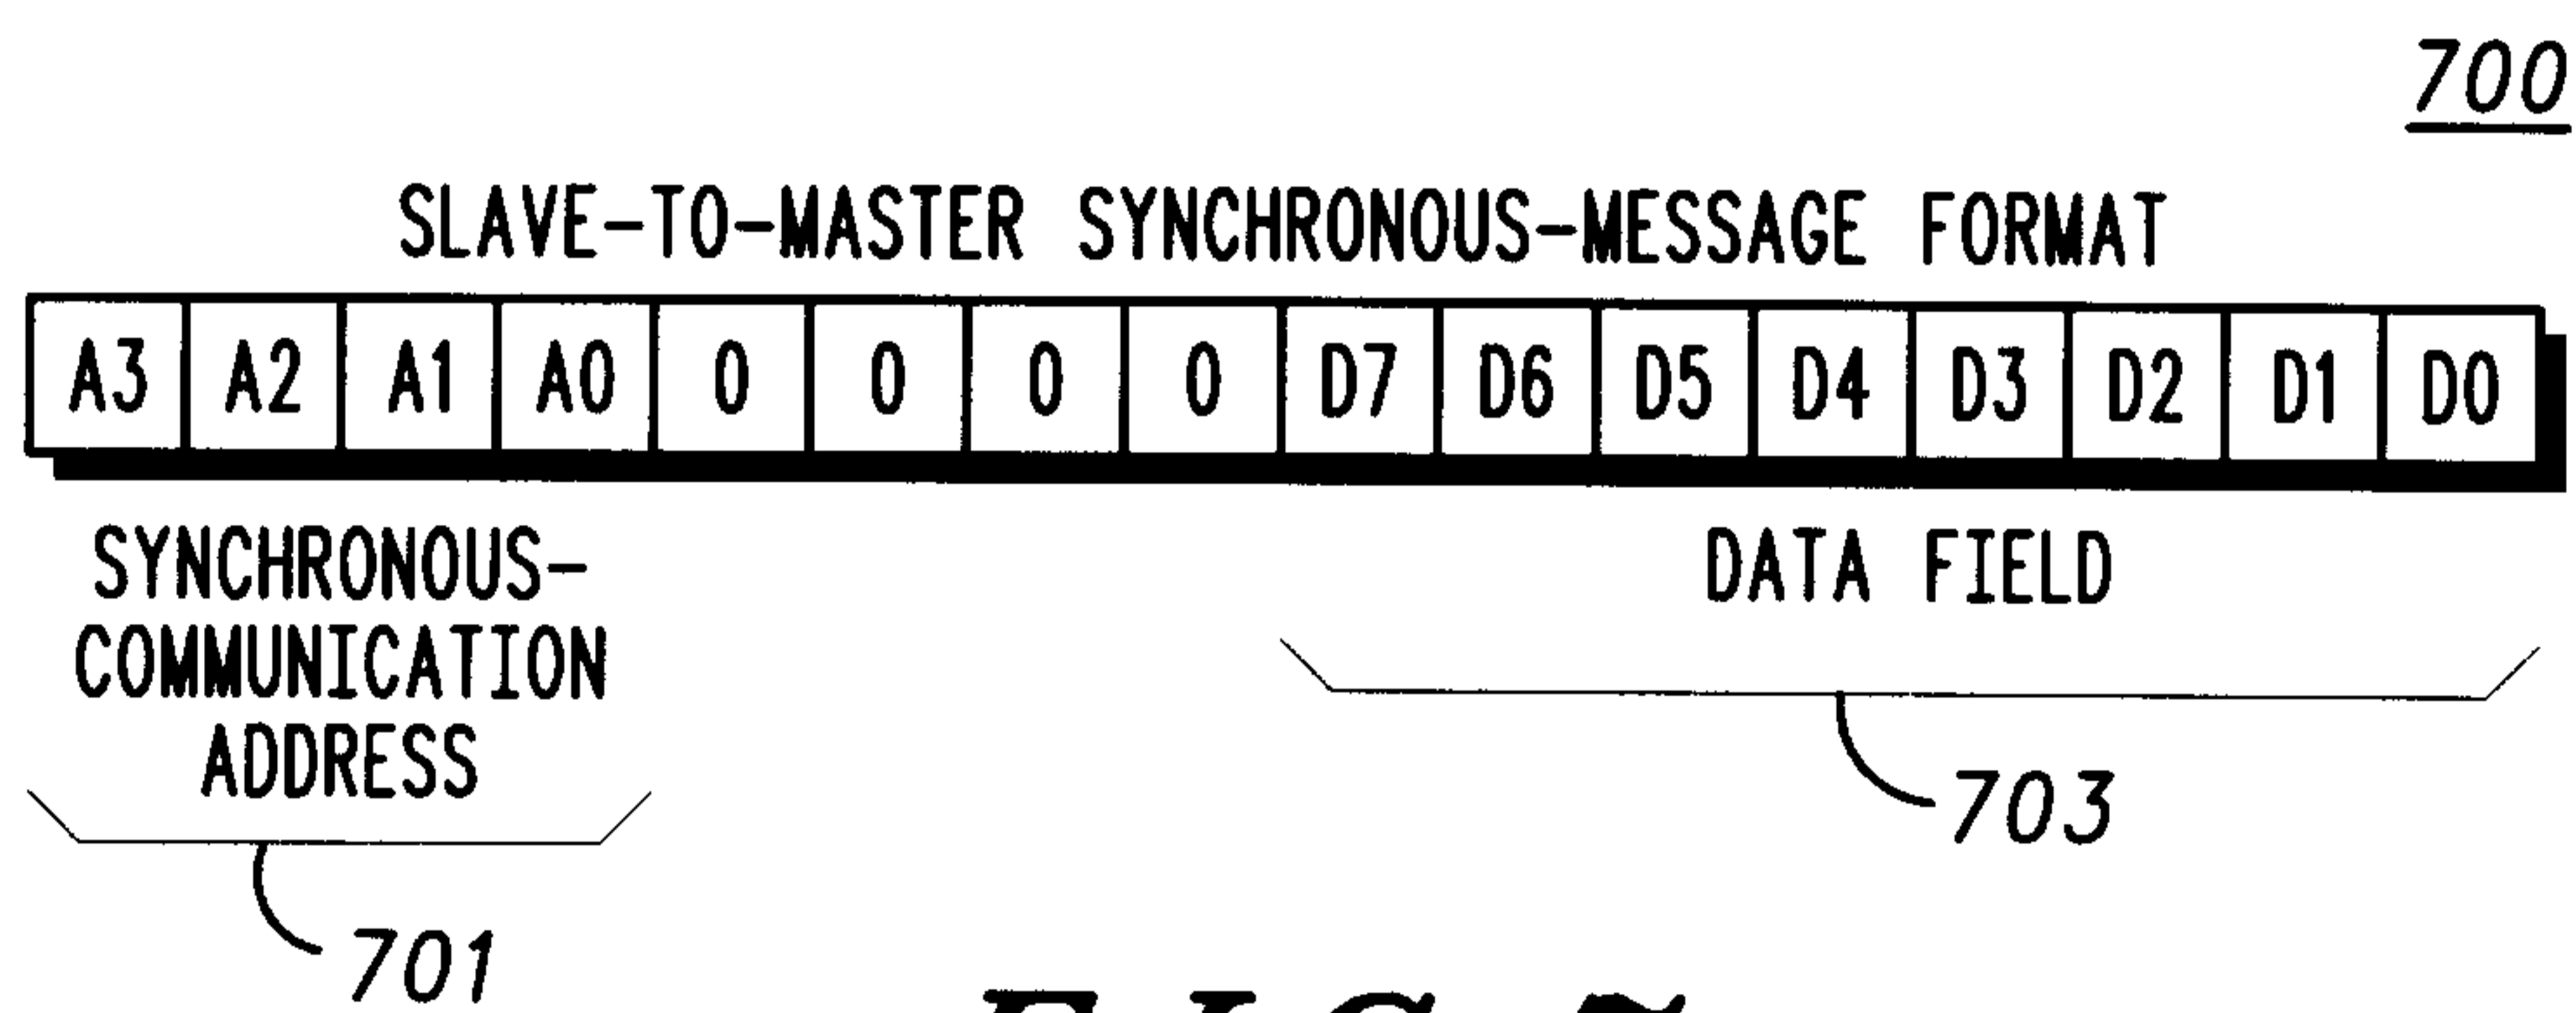 700
SLAVE-TO-MASTER SYNCHRONOUS-MESSAGE FORMAT
A3 A2 A1 A0 0 0 0 0 D7 D6 D5 D4 D3 D2 D1 D0
SYNCHRONOUS-
COMMUNICATION
ADDRESS
DATA FIELD
703
701